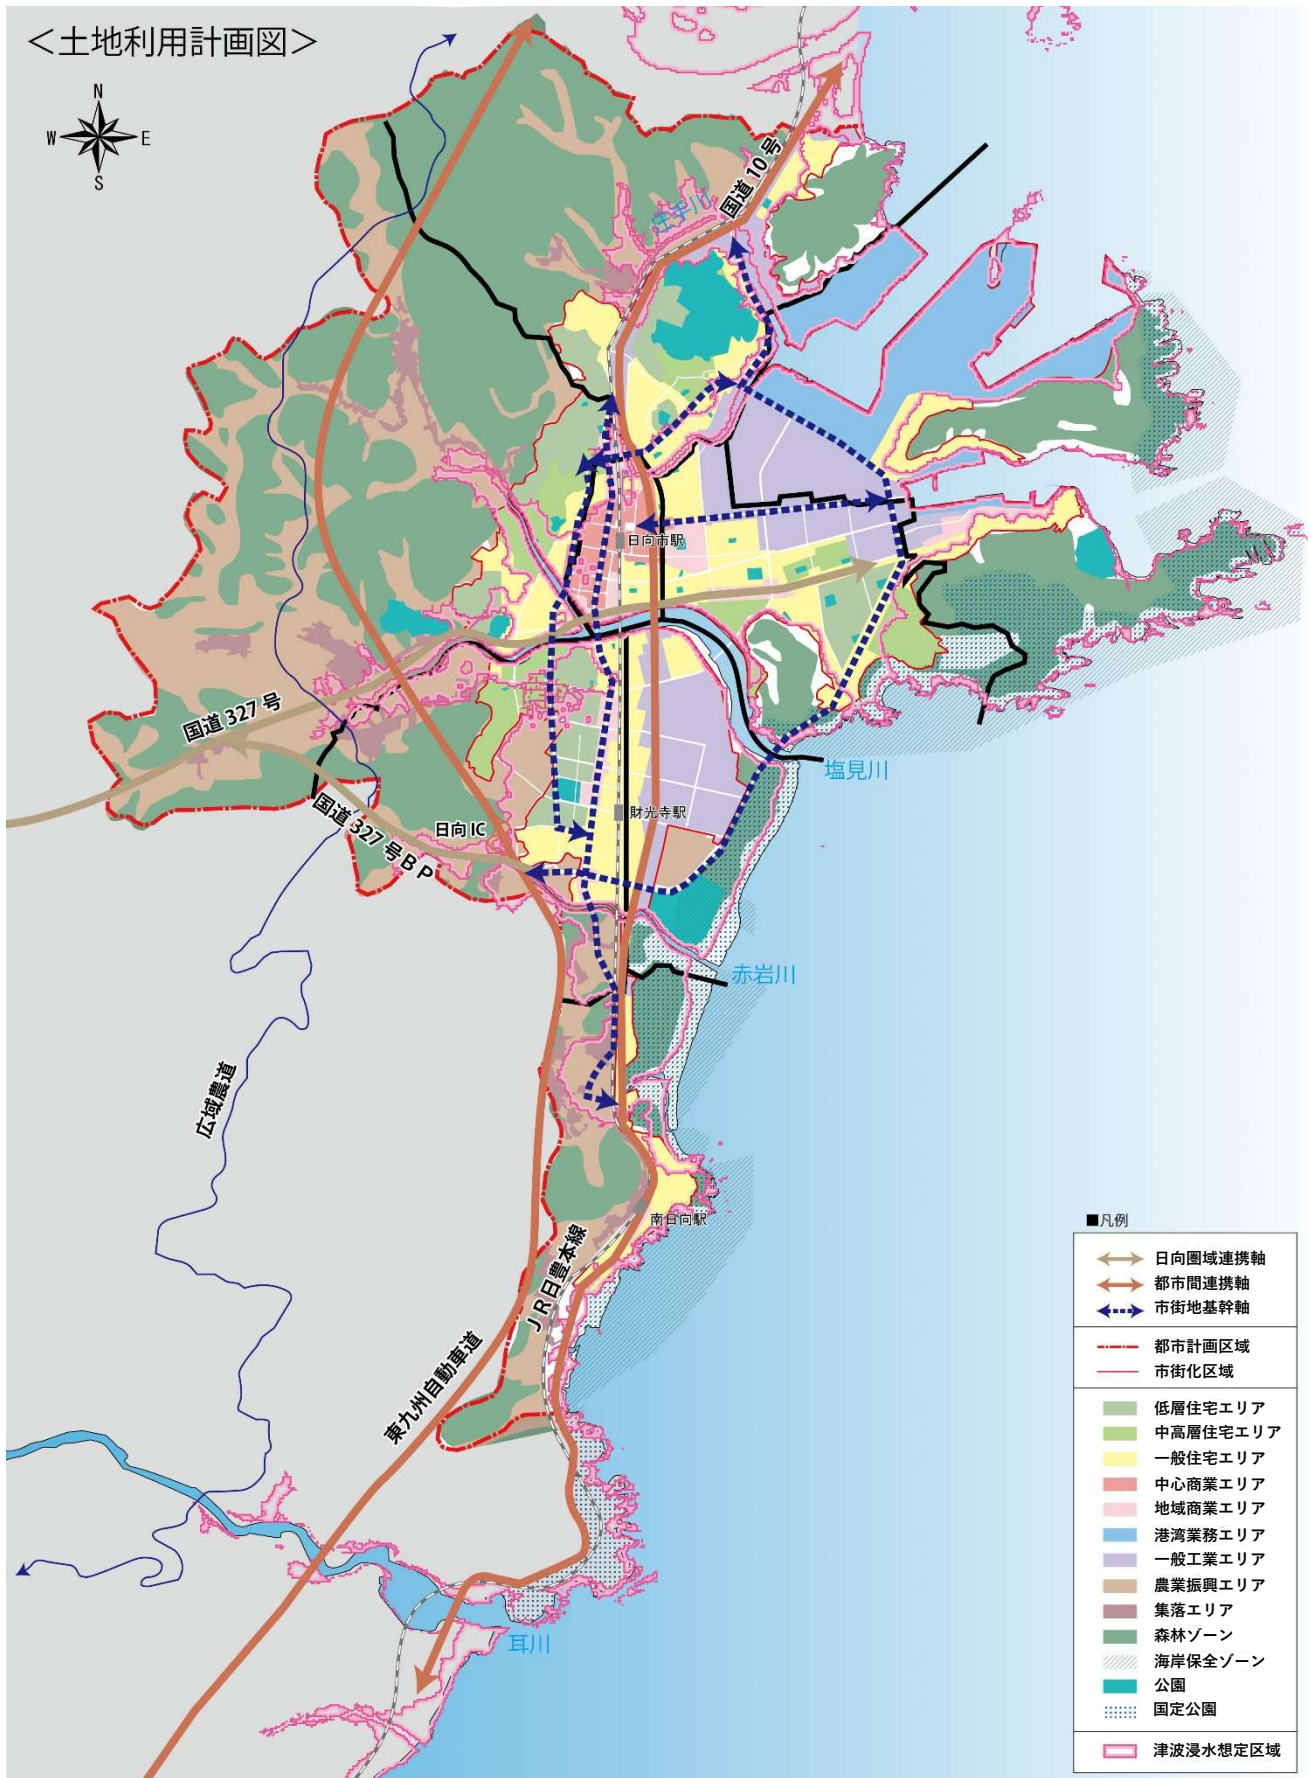 ＜土地利用計画図＞
N
W
E
S
国道10号
庄手川
日向市駅
国道327号
塩見川
国道327号BP
日向IC
財光寺駅
赤岩川
広域農道
南日向駅
JR日豊本線
東九州自動車道
耳川
■凡例
日向圏域連携軸
都市間連携軸
市街地基幹軸
都市計画区域
市街化区域
低層住宅エリア
中高層住宅エリア
一般住宅エリア
中心商業エリア
地域商業エリア
港湾業務エリア
一般工業エリア
農業振興エリア
集落エリア
森林ゾーン
海岸保全ゾーン
公園
国定公園
津波浸水想定区域